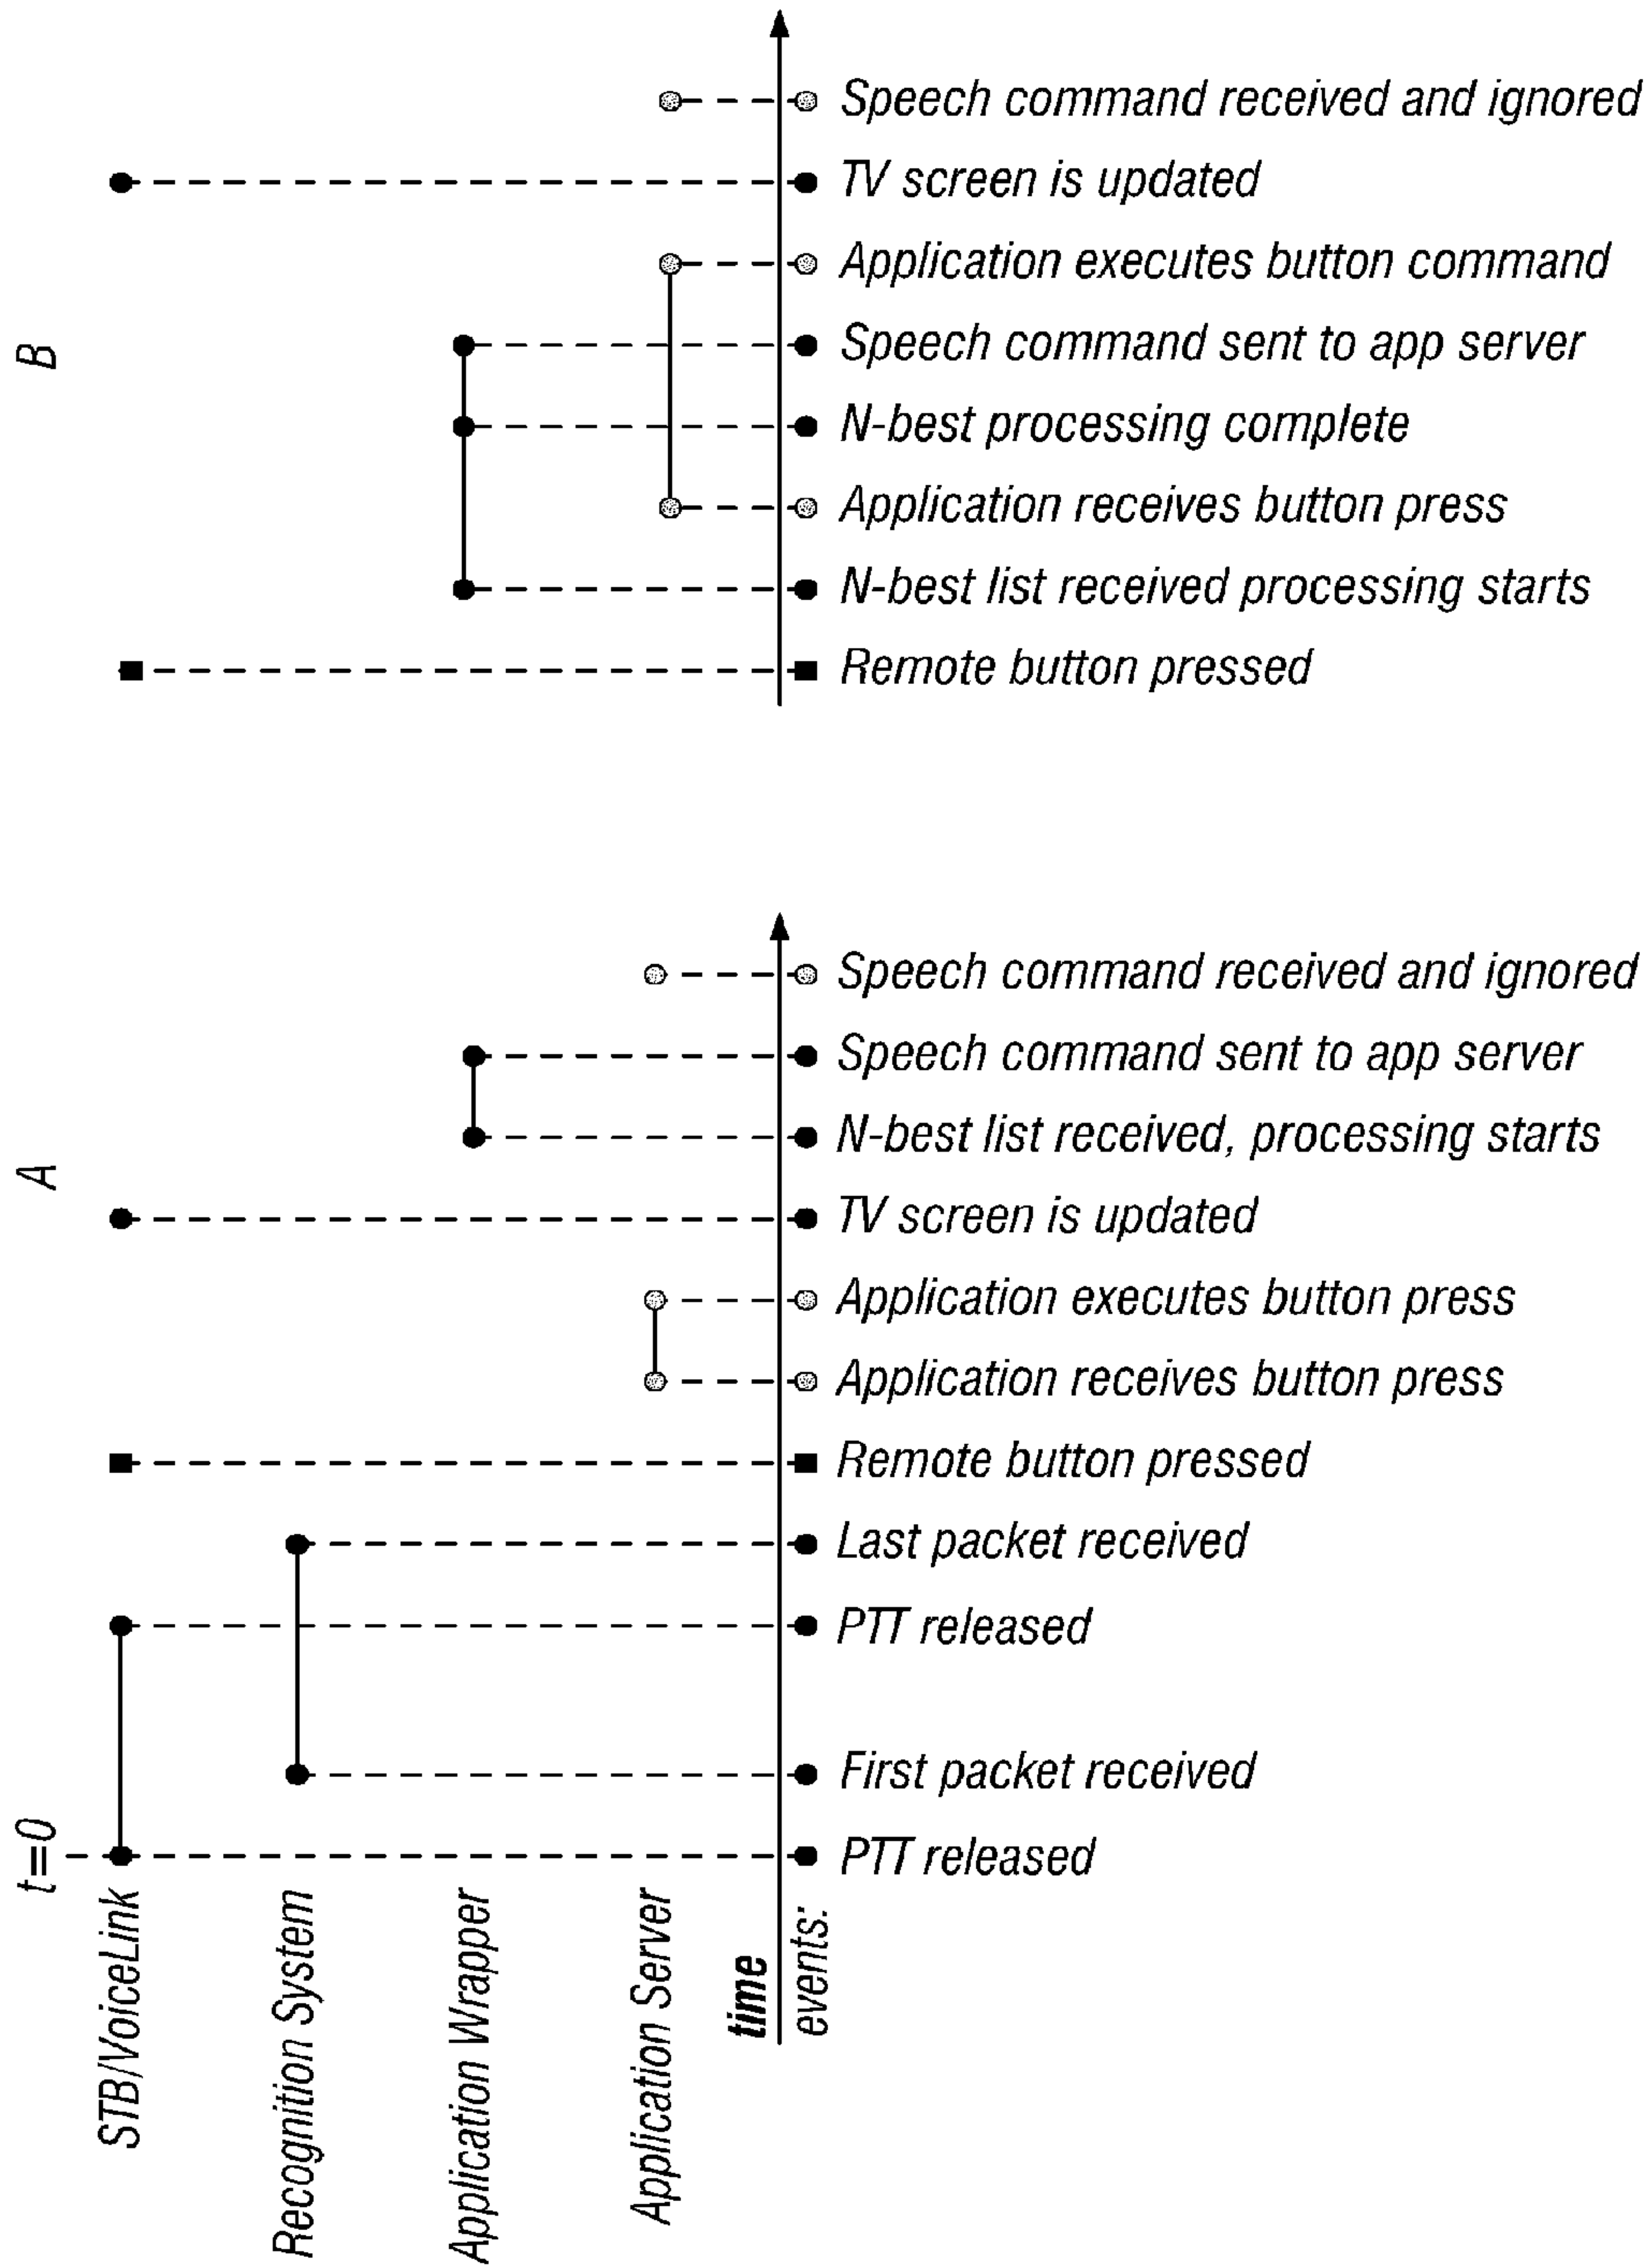 B
Speech command received and ignored
TV screen is updated
Application executes button command
Speech command sent to app server
N-best processing complete
Application receives button press
N-best list received processing starts
Remote button pressed
A
Speech command received and ignored
Speech command sent to app server
N-best list received, processing starts
TV screen is updated
Application executes button press
Application receives button press
Remote button pressed
Last packet received
PTT released
First packet received
t=0
PTT released
STB/VoiceLink
Recognition System
Application Wrapper
Application Server
time
events: